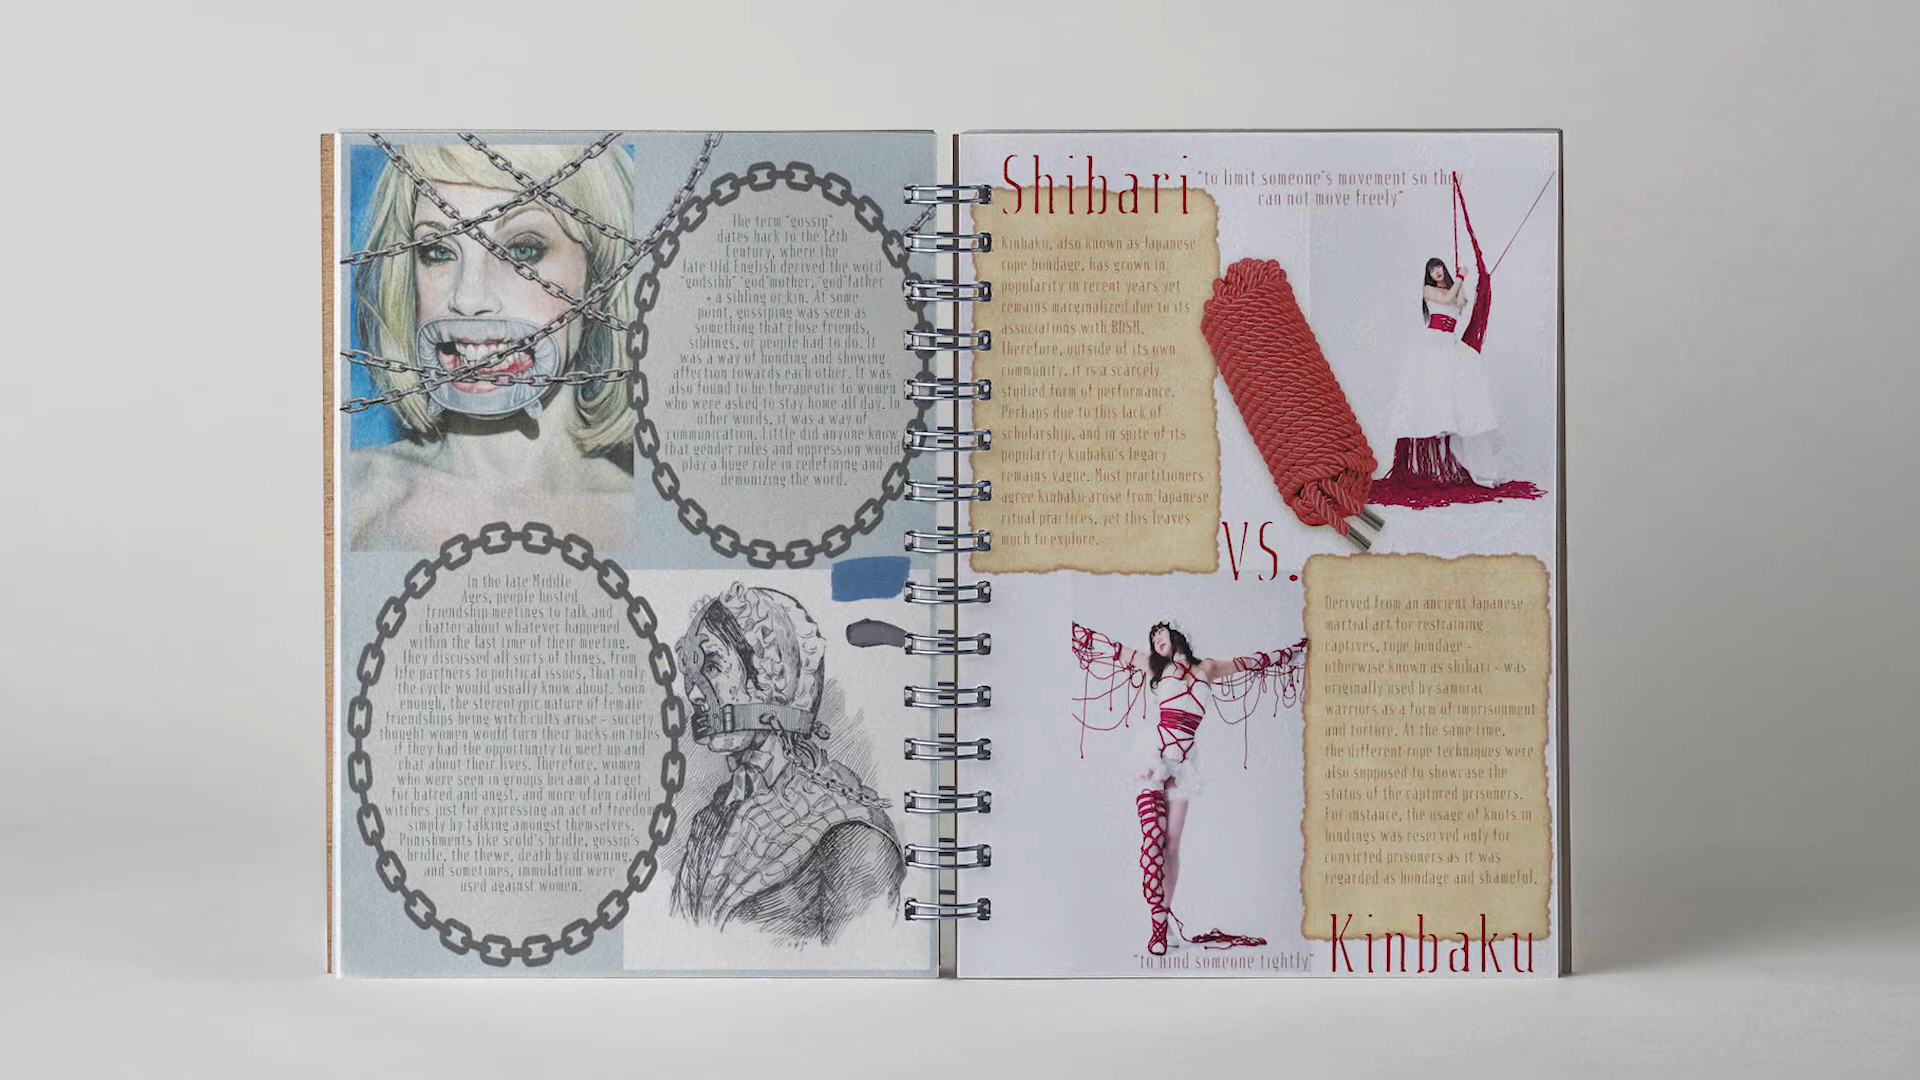 The term "gossip"
dates back to the 12th
Century, where the
late Old English derived the word
"godsibb" "god"mother, "god"father
+ a sibling or kin. At some
point, gossiping was seen as
something that close friends,
siblings, or people had to do. It
was a way of bonding and showing
affection towards each other. It was
also found to be therapeutic to women
who were asked to stay home all day. In
other words, it was a way of
communication. Little did anyone know
that gender rules and oppression would
play a huge role in redefining and
demonizing the word.
In the late Middle
Ages, people hosted
friendship meetings to talk and
chatter about whatever happened
within the last time of their meeting.
They discussed all sorts of things, from
life partners to political issues, That only
the cycle would usually know about. Soon
enough, the stereotypic nature of female
friendships being witch cults arose - society
thought women would turn their backs on rules
if they had the opportunity to meet up and
chat about their lives. Therefore, women
who were seen in groups became a target
for hatred and angst, and more often called
witches just for expressing an act of freedom
simply by talking amongst themselves.
Punishments like scold's bridle, gossip's
bridle, the thewe, death by drowning,
and sometimes, immolation were
used against women.
Shibari
"to limit someone's movement so they
can not move freely"
Kinbaku, also known as Japanese
rope bondage, has grown in
popularity in recent years yet
remains marginalized due to its
associations with BDSM.
Therefore, outside of its own
community, it is a scarcely
studied form of performance.
Perhaps due to this lack of
scholarship, and in spite of its
popularity kinbaku's legacy
remains vague. Most practitioners
agree kinbaku arose from Japanese
ritual practices, yet this leaves
much to explore.
VS.
Derived from an ancient Japanese
martial art for restraining
captives, rope bondage -
otherwise known as shibari - was
originally used by samurai
warriors as a form of imprisonment
and torture. At the same time,
the different rope techniques were
also supposed to showcase the
status of the captured prisoners.
For instance, the usage of knots in
bindings was reserved only for
convicted prisoners as it was
regarded as bondage and shameful.
"to bind someone tightly"
Kinbaku